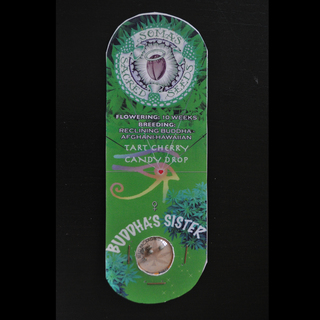 SOMA'S
SACRED SEEDS
FLOWERING: 10 WEEKS
BREEDING:
RECLINING BUDDHA
AFGHANI HAWAIIAN
TART CHERRY
CANDY DROP
BUDDHA'S SISTER